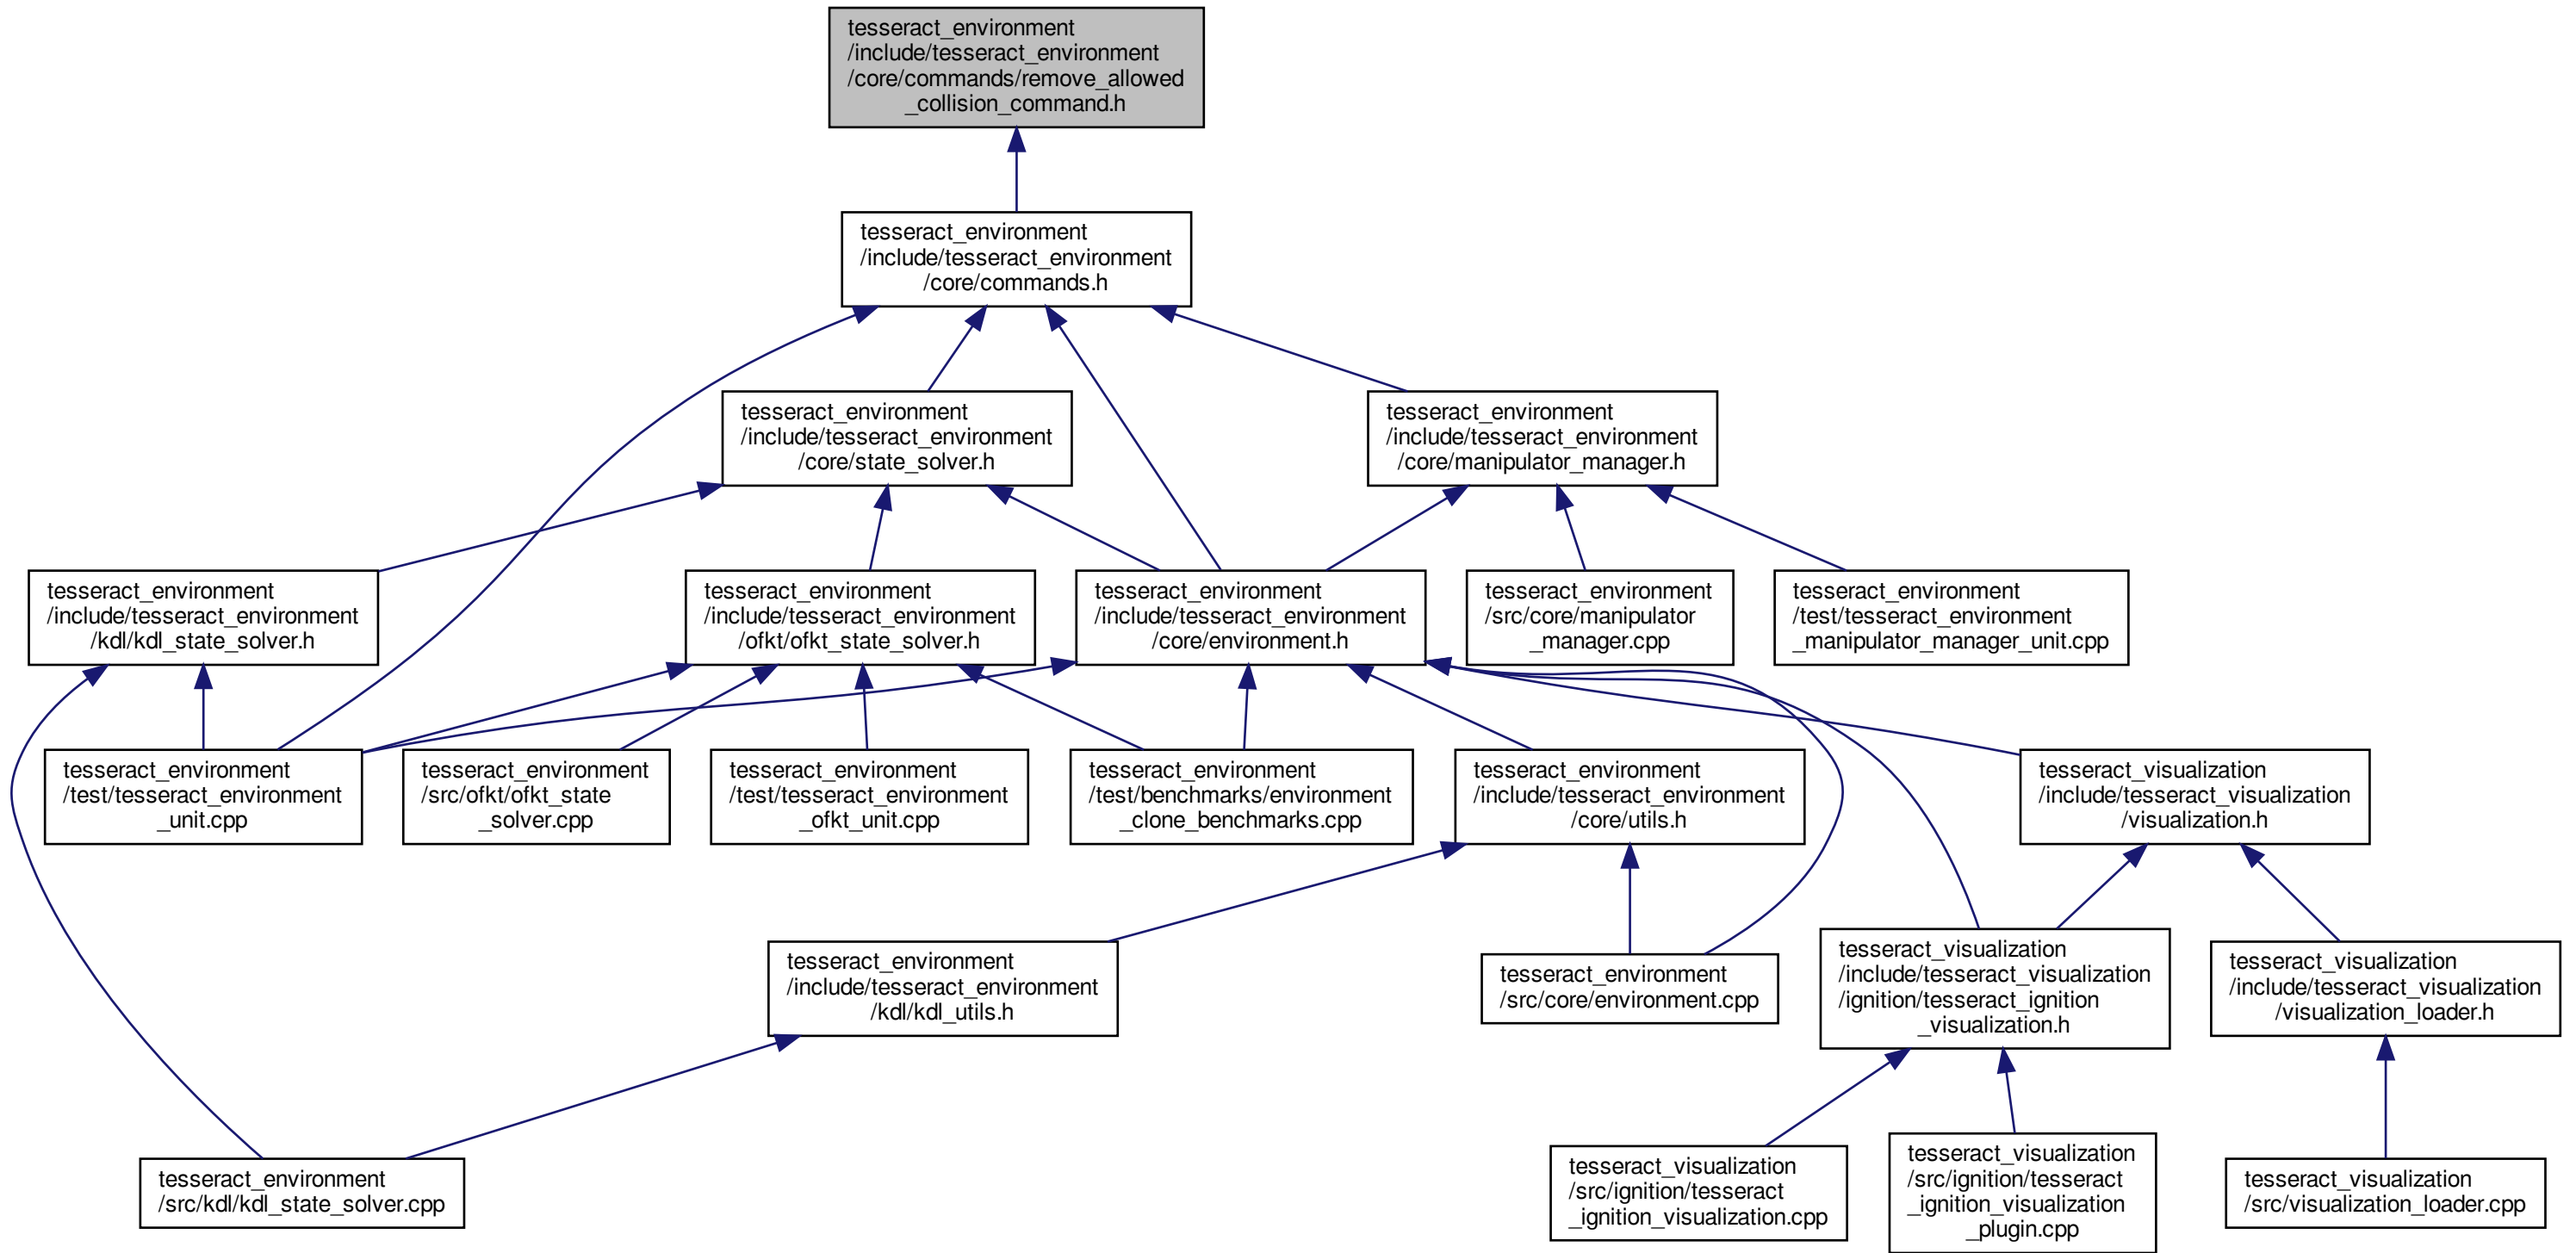 tesseract_environment
/include/tesseract_environment
/core/commands/remove_allowed
_collision_command.h
tesseract_environment
/include/tesseract_environment
/core/commands.h
tesseract_environment
/include/tesseract_environment
/core/state_solver.h
tesseract_environment
/include/tesseract_environment
/core/manipulator_manager.h
tesseract_environment
/include/tesseract_environment
/kdl/kdl_state_solver.h
tesseract_environment
/include/tesseract_environment
/ofkt/ofkt_state_solver.h
tesseract_environment
/include/tesseract_environment
/core/environment.h
tesseract_environment
/src/core/manipulator
_manager.cpp
tesseract_environment
/test/tesseract_environment
_manipulator_manager_unit.cpp
tesseract_environment
/test/tesseract_environment
_unit.cpp
tesseract_environment
/src/ofkt/ofkt_state
_solver.cpp
tesseract_environment
/test/tesseract_environment
_ofkt_unit.cpp
tesseract_environment
/test/benchmarks/environment
_clone_benchmarks.cpp
tesseract_environment
/include/tesseract_environment
/core/utils.h
tesseract_visualization
/include/tesseract_visualization
/visualization.h
tesseract_environment
/include/tesseract_environment
/kdl/kdl_utils.h
tesseract_environment
/src/core/environment.cpp
tesseract_visualization
/include/tesseract_visualization
/ignition/tesseract_ignition
_visualization.h
tesseract_visualization
/include/tesseract_visualization
/visualization_loader.h
tesseract_environment
/src/kdl/kdl_state_solver.cpp
tesseract_visualization
/src/ignition/tesseract
_ignition_visualization.cpp
tesseract_visualization
/src/ignition/tesseract
_ignition_visualization
_plugin.cpp
tesseract_visualization
/src/visualization_loader.cpp